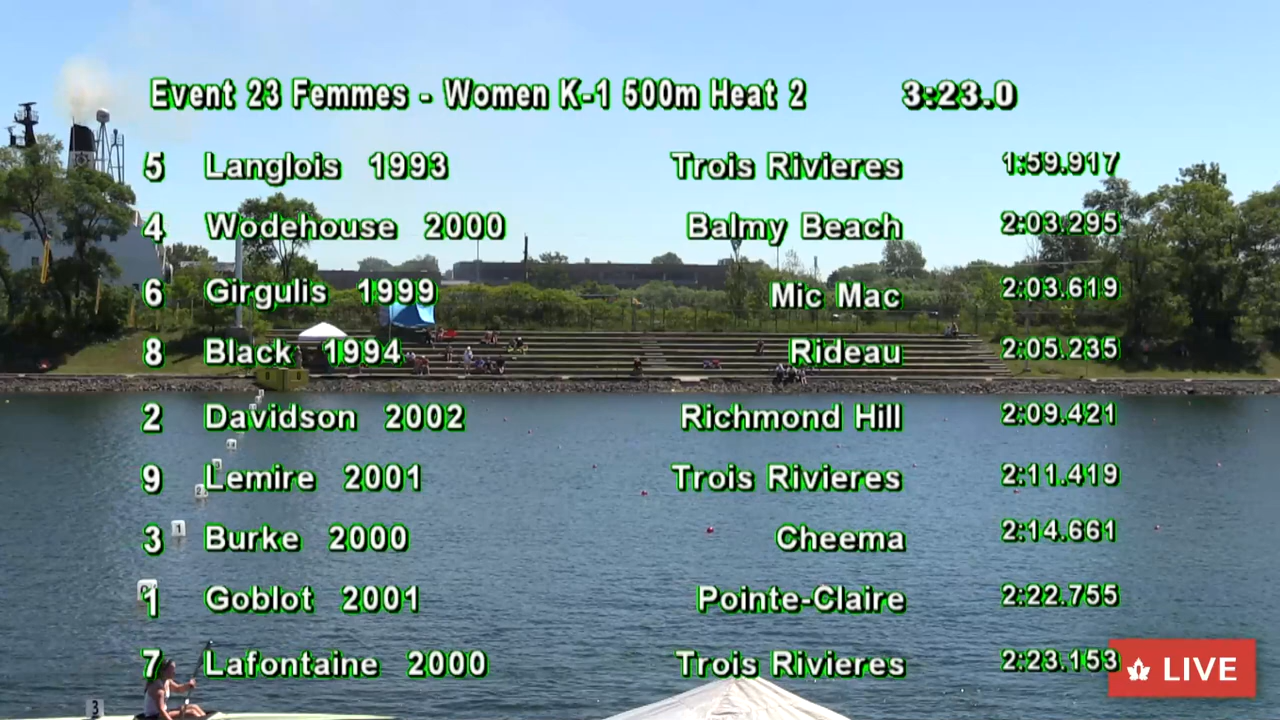 Event 23 Femmes - Women K-1 500m Heat 2 3:23.0
5 Langlois 1993 Trois Rivieres 1:59.917
4 Wodehouse 2000 Balmy Beach 2:03.295
6 Girgulis 1999 Mic Mac 2:03.619
8 Black 1994 Rideau 2:05.235
2 Davidson 2002 Richmond Hill 2:09.421
9 Lemire 2001 Trois Rivieres 2:11.419
2
3 Burke 2000 Cheema 2:14.661
1
1 Goblot 2001 Pointe-Claire 2:22.755
7 Lafontaine 2000 Trois Rivieres 2:23.153
LIVE
3